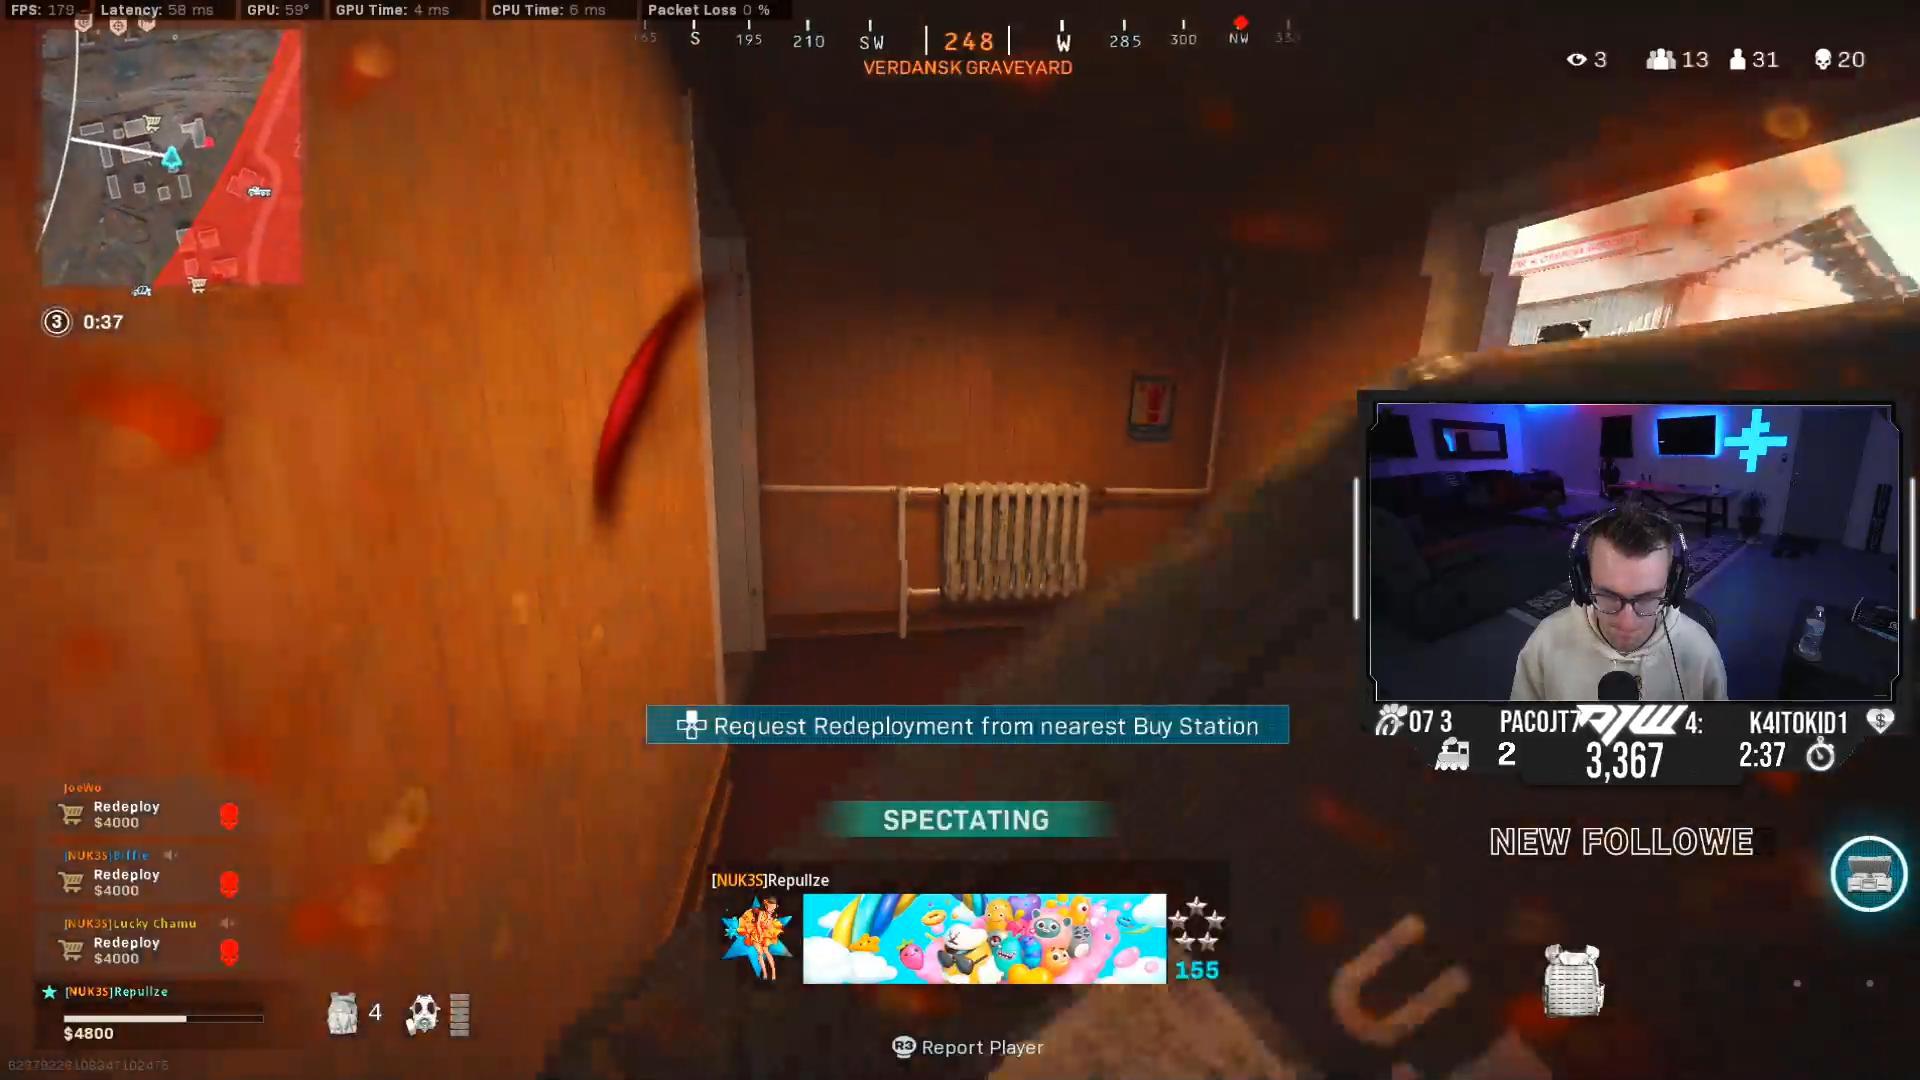 FPS: 179 Latency: 58 ms GPU: 59° GPU Time: 4 ms CPU Time: 6 ms Packet Loss 0 %
S 195 210 SW 248 W 285 300 NW
VERDANSK GRAVEYARD
3 13 31 20
3 0:37
Request Redeployment from nearest Buy Station
07 3 PACOJT7 4: K4ITOKID1
2 3,367 2:37
JoeWo
Redeploy
$4000
[NUK3S]Biffle
Redeploy
$4000
[NUK3S]Lucky Chamu
Redeploy
$4000
[NUK3S]Repullze
$4800
4
SPECTATING
[NUK3S]Repullze
155
R3 Report Player
NEW FOLLOWE